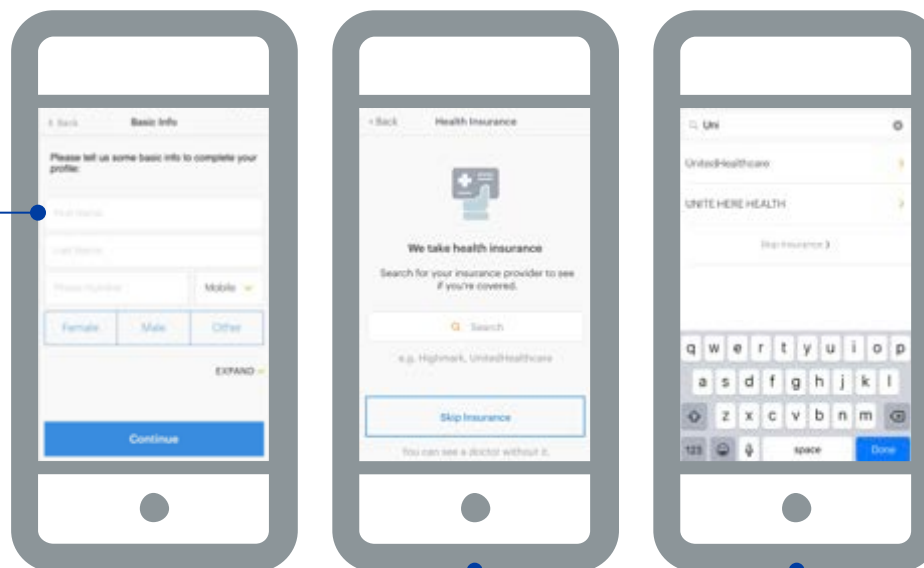 < Back Basic Info
Please tell us some basic info to complete your
profile:
First Name
Last Name
Phone Number Mobile
Female Male Other
EXPAND
Continue
< Back Health Insurance
We take health insurance
Search for your insurance provider to see
if you're covered.
Search
e.g. Highmark, UnitedHealthcare
Skip Insurance
You can see a doctor without it.
Uni
UnitedHealthcare
UNITE HERE HEALTH
Skip Insurance >
q w e r t y u i o p
a s d f g h j k l
z x c v b n m
123 space Done